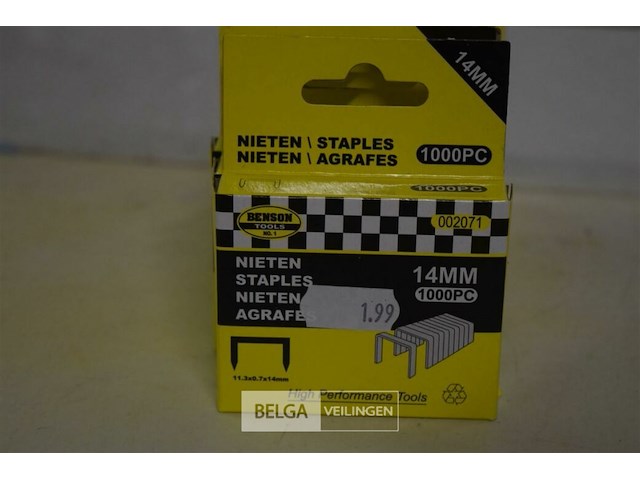 14MM
NIETEN \ STAPLES
NIETEN \ AGRAFES
1000PC
1000PC
BENSON
TOOLS
NO. 1
002071
NIETEN
STAPLES
NIETEN
AGRAFES
14MM
1000PC
1.99
11.3x0.7x14mm
High Performance Tools
BELGA VEILINGEN